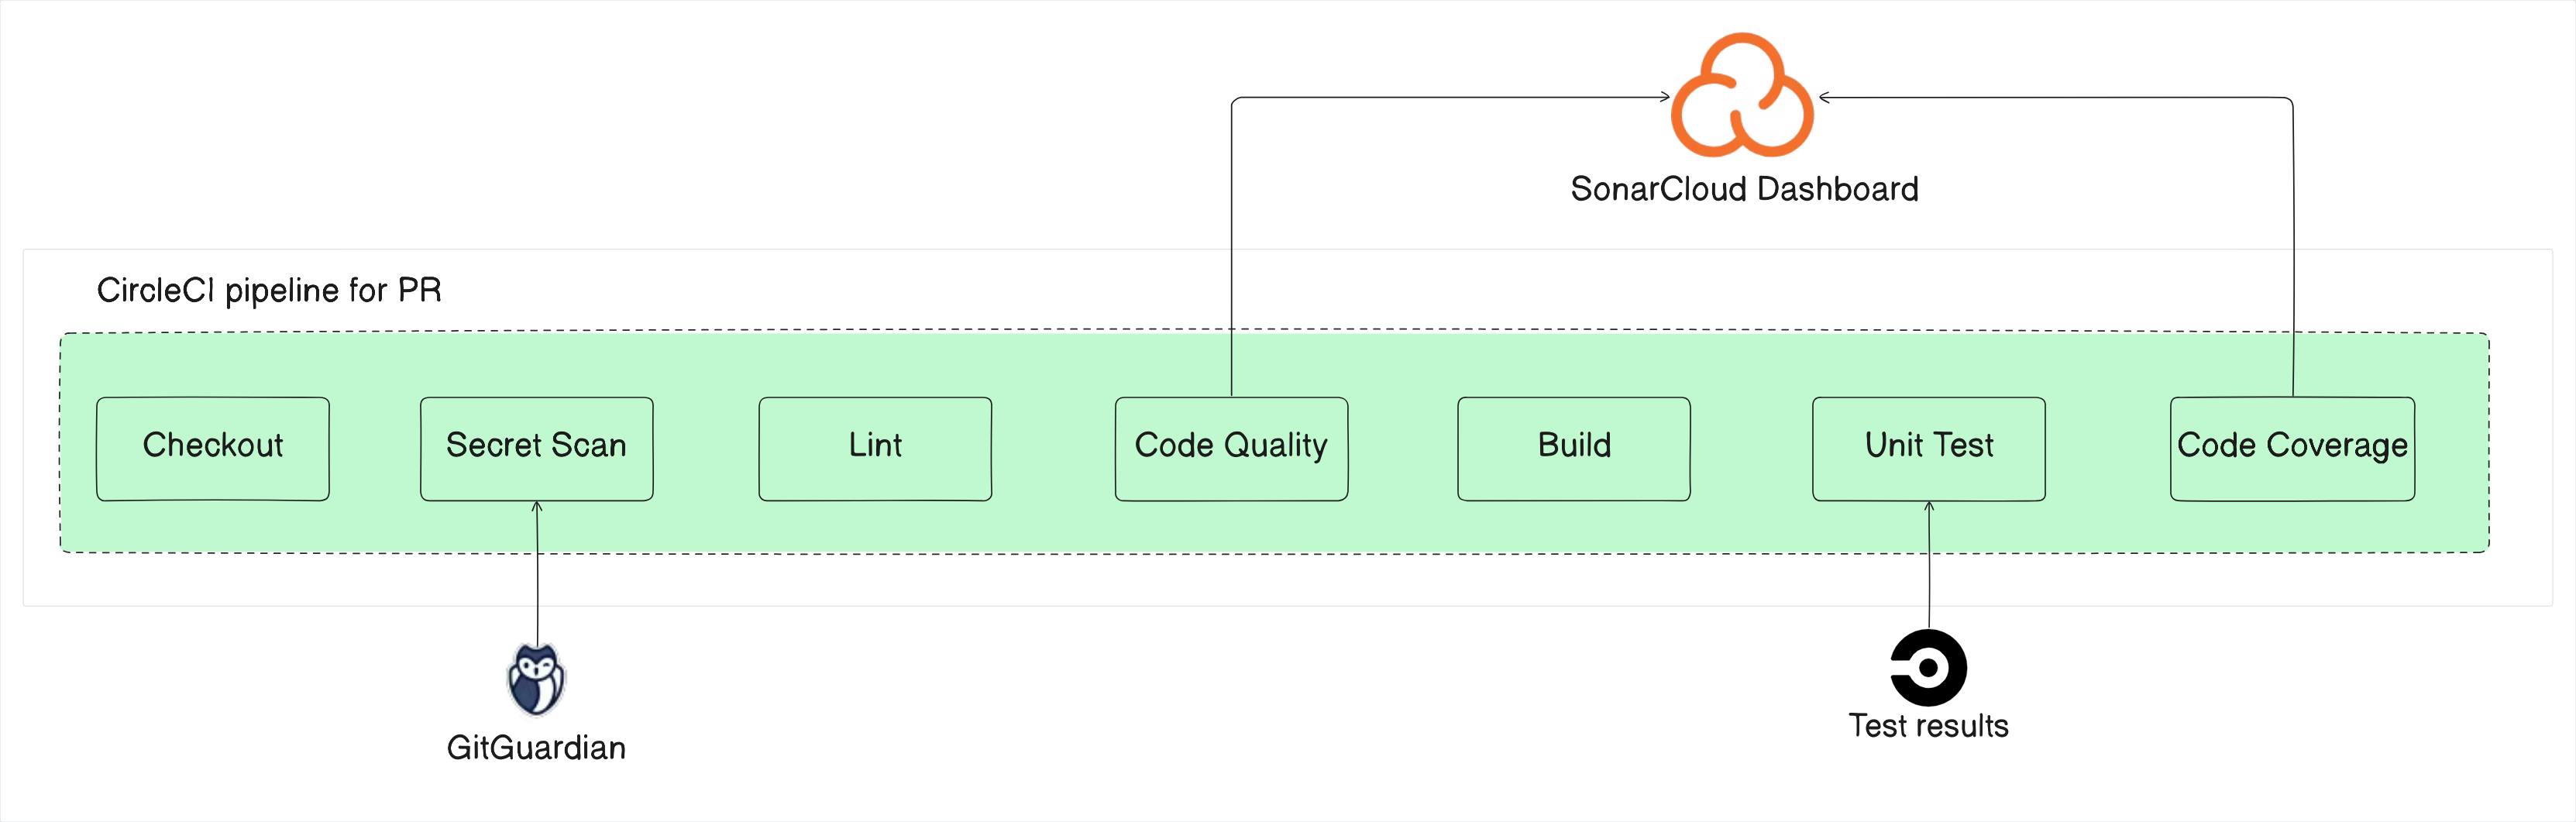 SonarCloud Dashboard
CircleCI pipeline for PR
Checkout
Secret Scan
Lint
Code Quality
Build
Unit Test
Code Coverage
GitGuardian
Test results